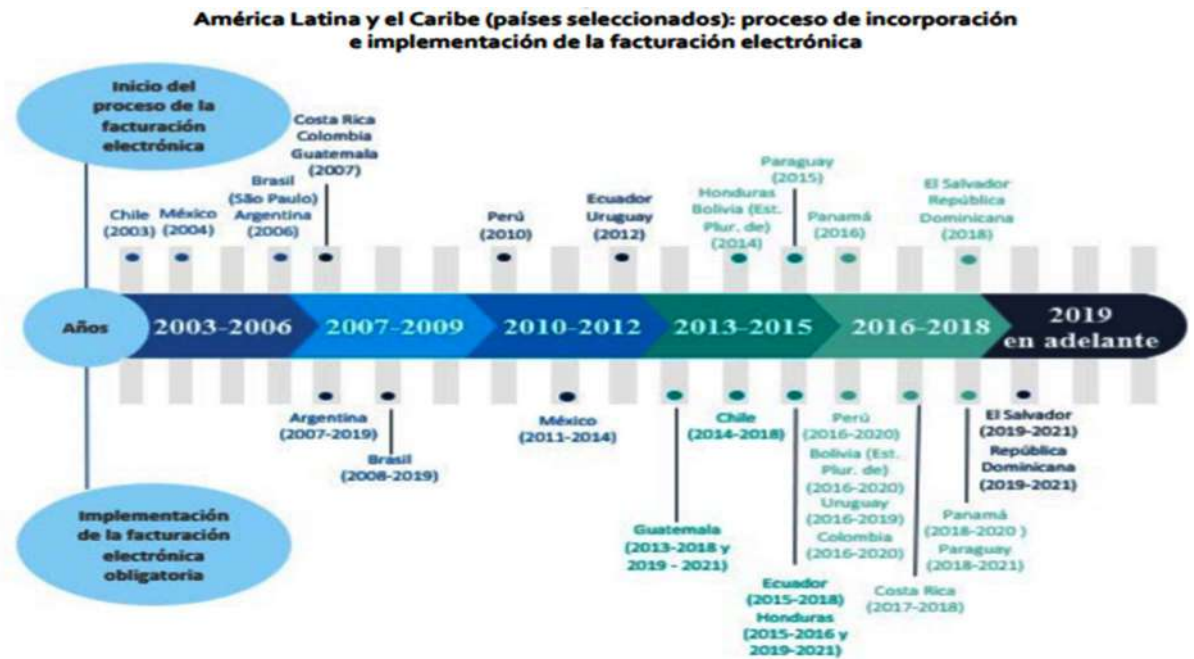 América Latina y el Caribe (países seleccionados): proceso de incorporación
e implementación de la facturación electrónica
Inicio del
proceso de la
facturación
electrónica
Chile
(2003)
México
(2004)
Brasil
(São Paulo)
Argentina
(2006)
Costa Rica
Colombia
Guatemala
(2007)
Perú
(2010)
Ecuador
Uruguay
(2012)
Honduras
Bolivia (Est.
Plur. de)
(2014)
Paraguay
(2015)
Panamá
(2016)
El Salvador
República
Dominicana
(2018)
Años
2003-2006
2007-2009
2010-2012
2013-2015
2016-2018
2019
en adelante
Implementación
de la facturación
electrónica
obligatoria
Argentina
(2007-2019)
Brasil
(2008-2019)
México
(2011-2014)
Guatemala
(2013-2018 y
2019 - 2021)
Chile
(2014-2018)
Ecuador
(2015-2018)
Honduras
(2015-2016 y
2019-2021)
Perú
(2016-2020)
Bolivia (Est.
Plur. de)
(2016-2020)
Uruguay
(2016-2019)
Colombia
(2016-2020)
Costa Rica
(2017-2018)
Panamá
(2018-2020 )
Paraguay
(2018-2021)
El Salvador
(2019-2021)
República
Dominicana
(2019-2021)